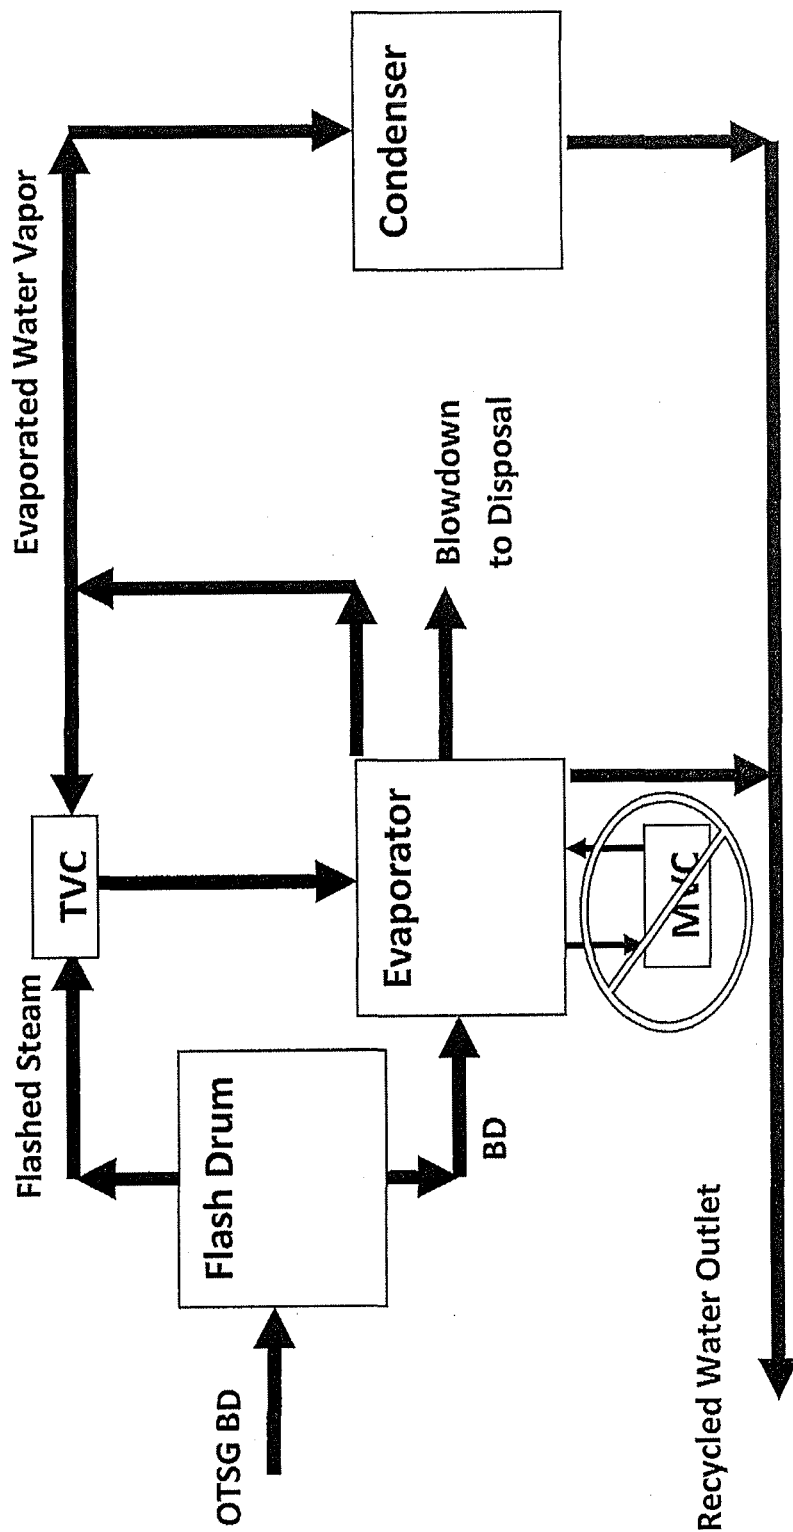 Evaporated Water Vapor
Condenser
Blowdown
to Disposal
TVC
Evaporator
MVC
Flashed Steam
Flash Drum
BD
OTSG BD
Recycled Water Outlet